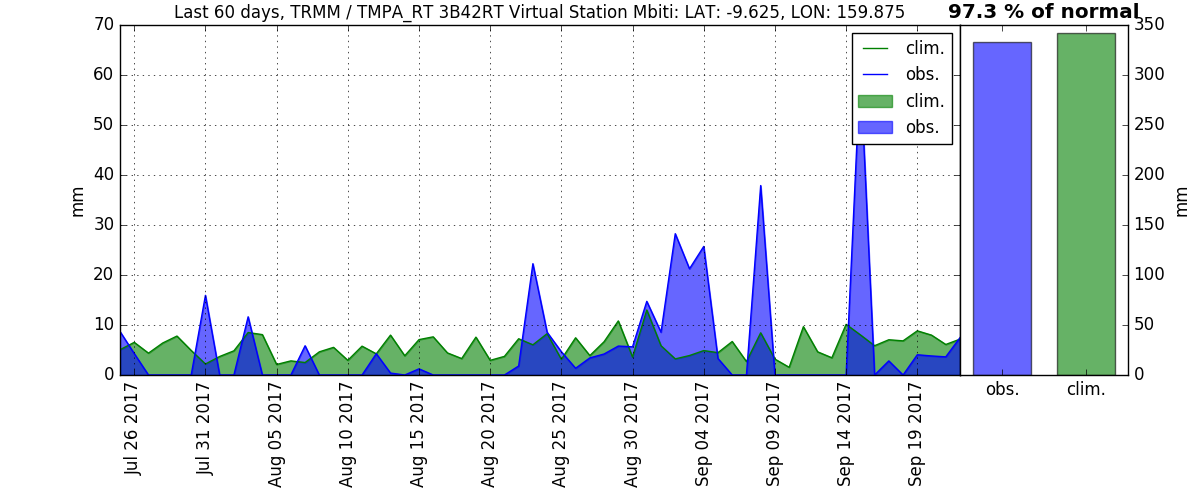 Last 60 days, TRMM / TMPA_RT 3B42RT Virtual Station Mbiti: LAT: -9.625, LON: 159.875
97.3 % of normal
70
60
50
40
30
20
10
0
mm
clim.
obs.
clim.
obs.
350
300
250
200
150
100
50
0
mm
Jul 26 2017
Jul 31 2017
Aug 05 2017
Aug 10 2017
Aug 15 2017
Aug 20 2017
Aug 25 2017
Aug 30 2017
Sep 04 2017
Sep 09 2017
Sep 14 2017
Sep 19 2017
obs.
clim.